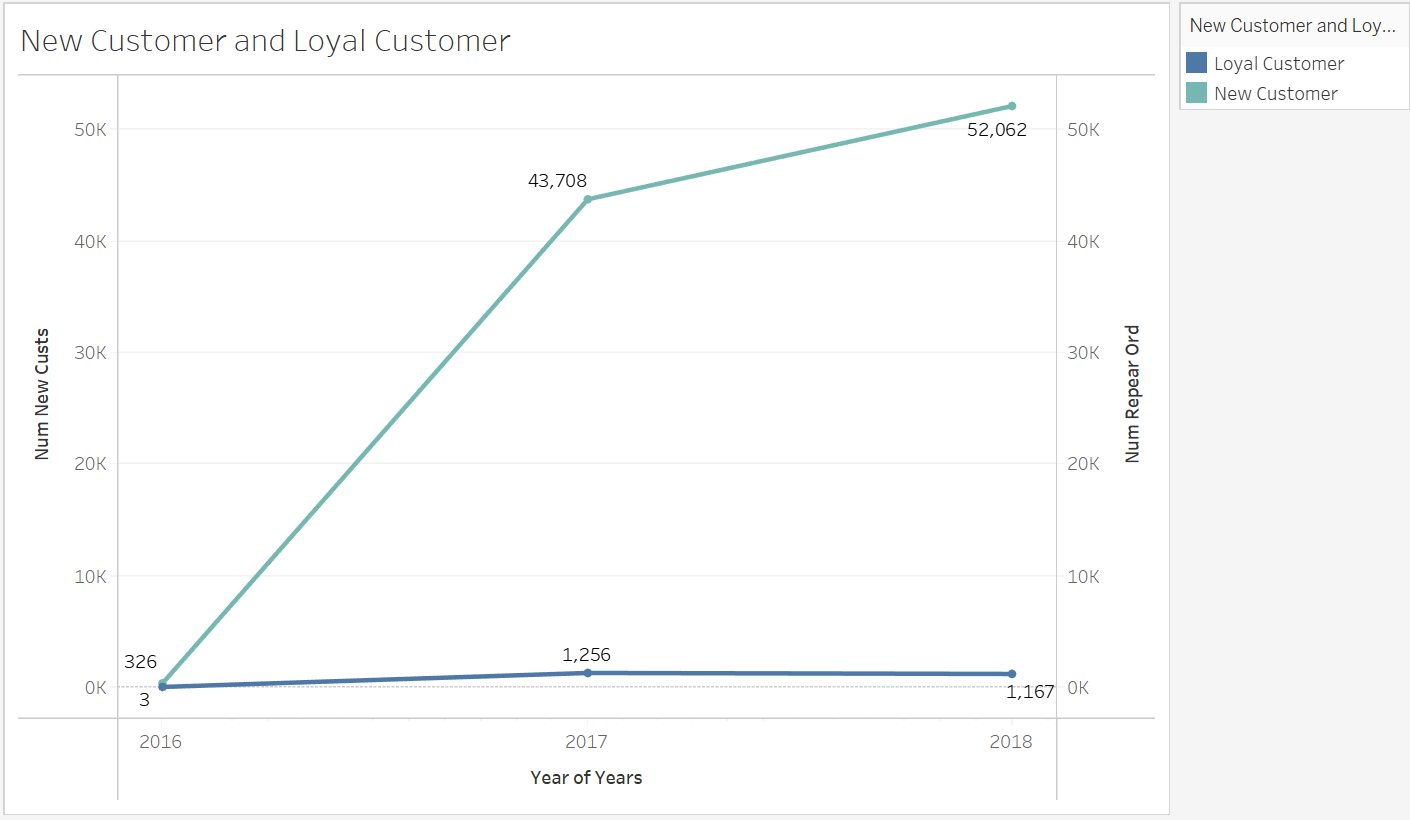 New Customer and Loyal Customer
New Customer and Loy...
Loyal Customer
New Customer
50K
40K
30K
20K
10K
0K
Num New Custs
52,062
43,708
326
3
1,256
1,167
50K
40K
30K
20K
10K
0K
Num Repear Ord
2016
2017
2018
Year of Years